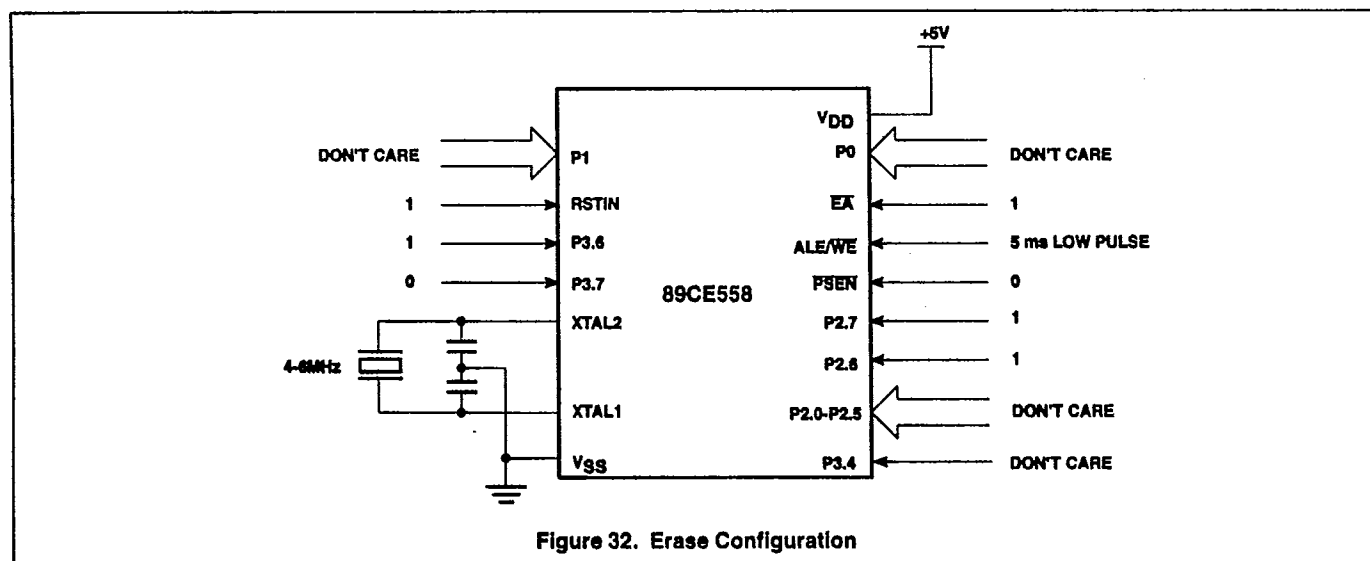 +5V
VDD
DON'T CARE
P1
P0
DON'T CARE
1
RSTIN
EA
1
1
P3.6
ALE/WE
5 ms LOW PULSE
0
P3.7
89CE558
PSEN
0
XTAL2
P2.7
1
4-6MHz
P2.6
1
XTAL1
P2.0-P2.5
DON'T CARE
VSS
P3.4
DON'T CARE
Figure 32. Erase Configuration